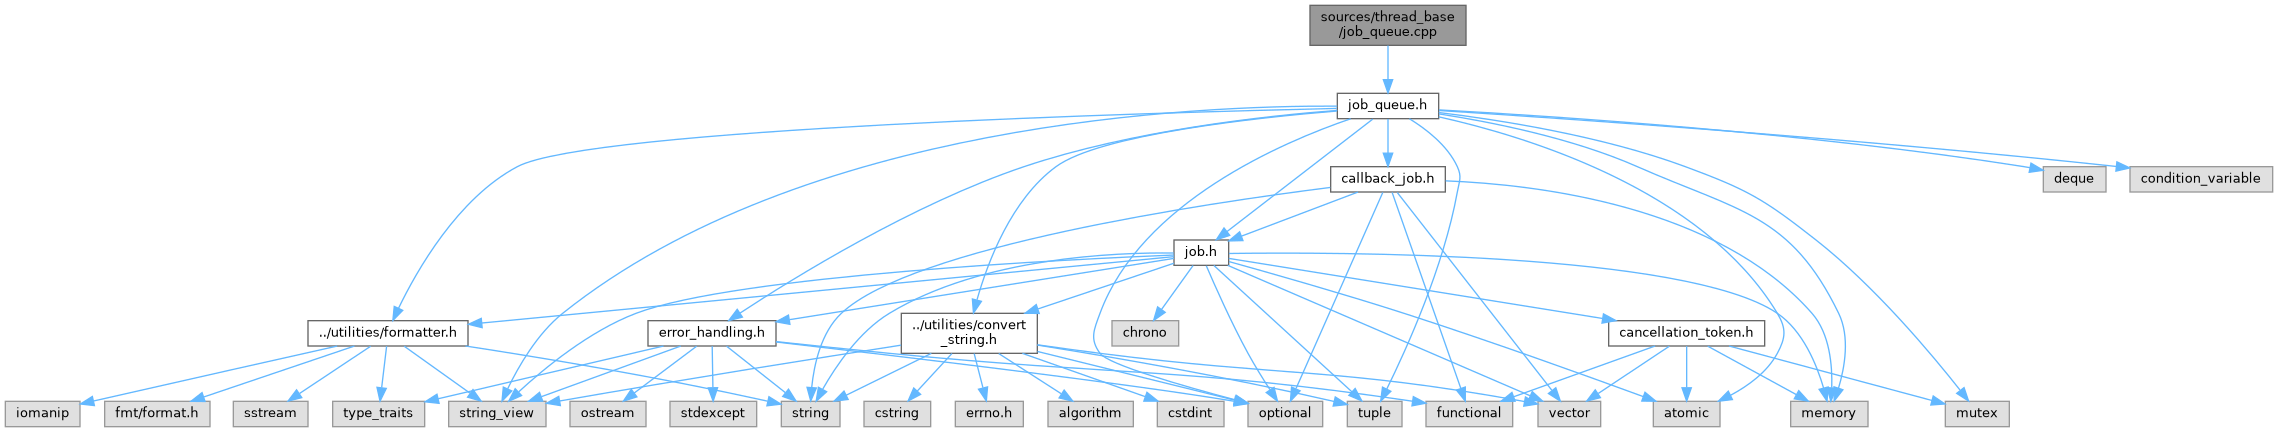 sources/thread_base
/job_queue.cpp
job_queue.h
callback_job.h
deque
condition_variable
job.h
../utilities/formatter.h
error_handling.h
../utilities/convert
_string.h
chrono
cancellation_token.h
iomanip
fmt/format.h
sstream
type_traits
string_view
ostream
stdexcept
string
cstring
errno.h
algorithm
cstdint
optional
tuple
functional
vector
atomic
memory
mutex